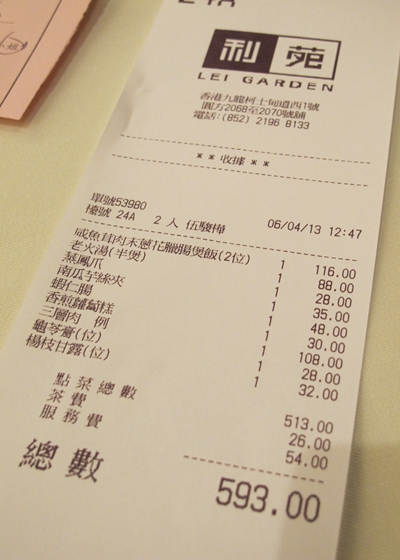 利苑
LEI GARDEN
香港九龍柯士甸道西1號
圓方2068至2070號舖
電話:(852) 2196 8133
** 收據 **
單號53980
檯號 24A 2 人 伍駿樺 06/04/13 12:47
咸魚茸肉末蔥花臘腸煲飯(2位) 1 116.00
老火湯(半煲) 1 88.00
蒸鳳爪 1 28.00
南瓜芋絲夾 1 35.00
蝦仁腸 1 48.00
香煎蘿蔔糕 1 30.00
三層肉 例 1 108.00
龜苓膏(位) 1 28.00
楊枝甘露(位) 1 32.00
點菜總數 513.00
茶費 26.00
服務費 54.00
總數 593.00